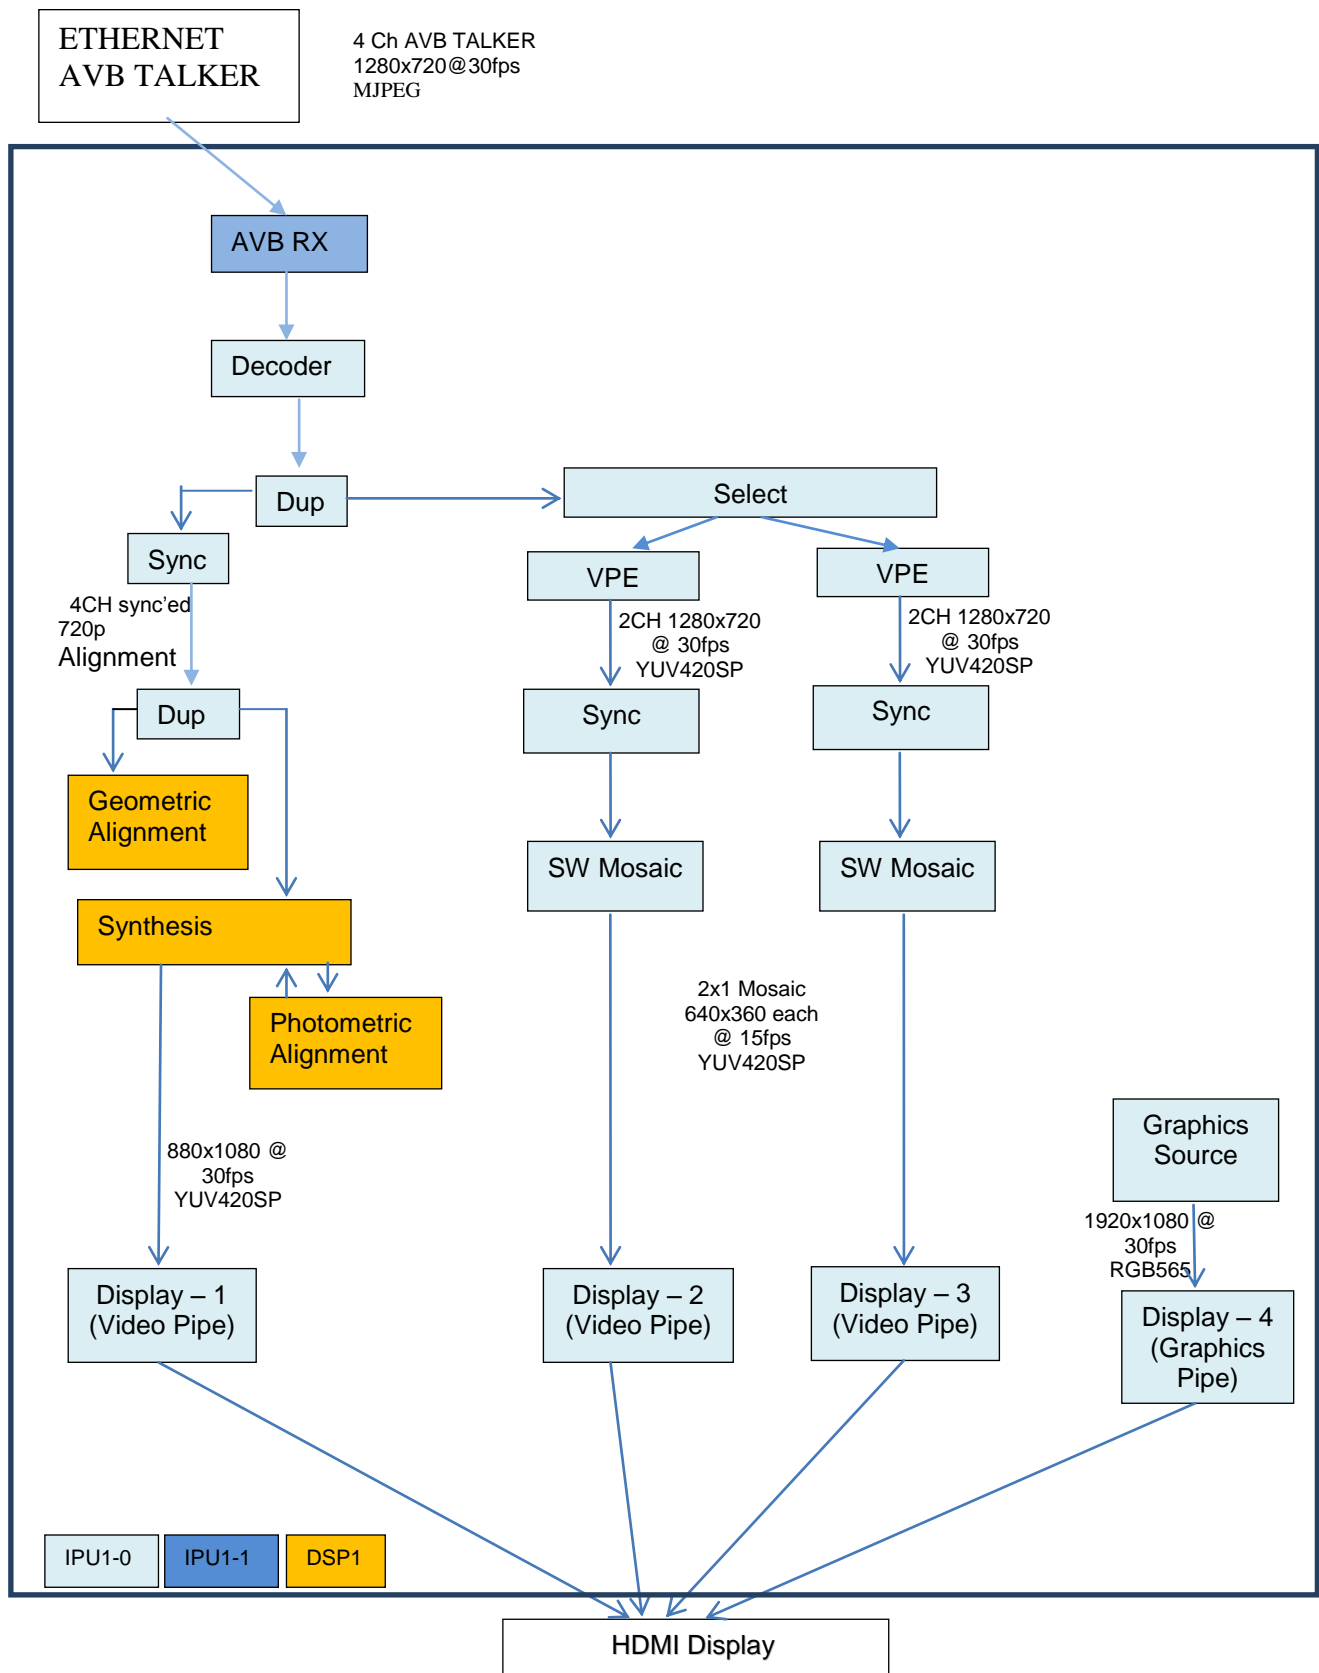 ETHERNET
AVB TALKER
4 Ch AVB TALKER
1280x720@30fps
MJPEG
AVB RX
Decoder
Dup
Select
Sync
VPE
VPE
4CH sync’ed
720p
Alignment
2CH 1280x720
@ 30fps
YUV420SP
2CH 1280x720
@ 30fps
YUV420SP
Dup
Sync
Sync
Geometric
Alignment
SW Mosaic
SW Mosaic
Synthesis
Photometric
Alignment
2x1 Mosaic
640x360 each
@ 15fps
YUV420SP
880x1080 @
30fps
YUV420SP
Graphics
Source
1920x1080 @
30fps
RGB565
Display – 1
(Video Pipe)
Display – 2
(Video Pipe)
Display – 3
(Video Pipe)
Display – 4
(Graphics
Pipe)
IPU1-0
IPU1-1
DSP1
HDMI Display